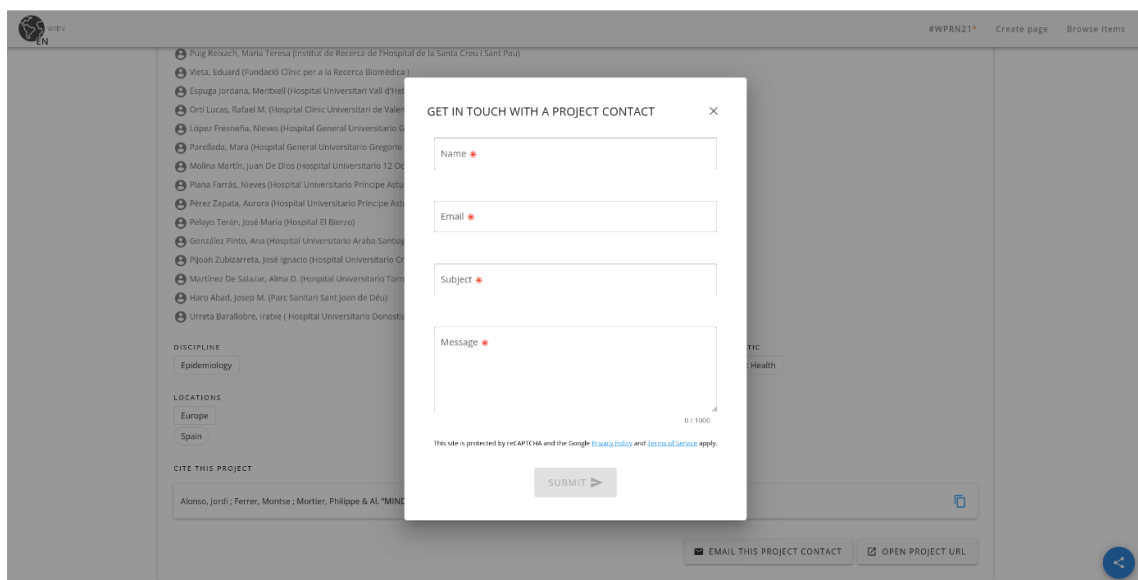 WPRN
EN
#WPRN21* Create page Browse items
Puig Reixach, Maria Teresa (Institut de Recerca de l'Hospital de la Santa Creu i Sant Pau)
Vieta, Eduard (Fundació Clínic per a la Recerca Biomèdica )
Espuga Jordana, Meritxell (Hospital Universitari Vall d'He
Orti Lucas, Rafael M. (Hospital Clínic Universitari de Vale
López Fresneña, Nieves (Hospital General Universitario G
Parellada, Mara (Hospital General Universitario Gregorio
Molina Martín, Juan De Dios (Hospital Universitario 12 Oc
Plana Farrás, Nieves (Hospital Universitario Príncipe Astu
Pérez Zapata, Aurora (Hospital Universitario Príncipe Ast
Pelayo Terán, José María (Hospital El Bierzo)
González Pinto, Ana (Hospital Universitario Araba-Santia
Pijoan Zubizarreta, José Ignacio (Hospital Universitario Cr
Martínez De Salazar, Alma D. (Hospital Universitario Torr
Haro Abad, Josep M. (Parc Sanitari Sant Joan de Déu)
Urreta Barallobre, Iratxe ( Hospital Universitario Donosti
DISCIPLINE
Epidemiology
TIC
Health
LOCATIONS
Europe
Spain
CITE THIS PROJECT
Alonso, Jordi ; Ferrer, Montse ; Mortier, Philippe & Al. "MIND
EMAIL THIS PROJECT CONTACT OPEN PROJECT URL
GET IN TOUCH WITH A PROJECT CONTACT
Name *
Email *
Subject *
Message *
0 / 1000
This site is protected by reCAPTCHA and the Google Privacy Policy and Terms of Service apply.
SUBMIT